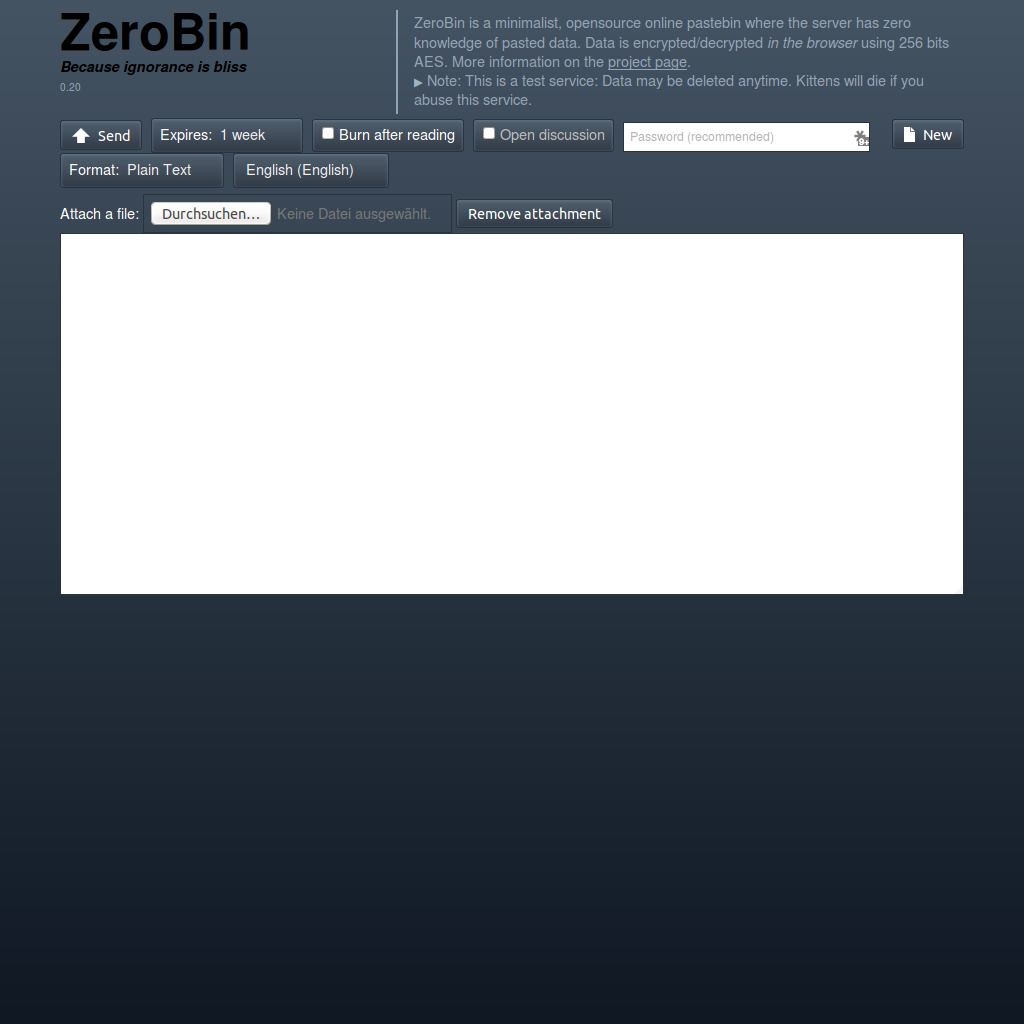 ZeroBin
Because ignorance is bliss
0.20
ZeroBin is a minimalist, opensource online pastebin where the server has zero
knowledge of pasted data. Data is encrypted/decrypted in the browser using 256 bits
AES. More information on the project page.
▶ Note: This is a test service: Data may be deleted anytime. Kittens will die if you
abuse this service.
Send Expires: 1 week Burn after reading Open discussion Password (recommended) New
Format: Plain Text English (English)
Attach a file: Durchsuchen... Keine Datei ausgewählt. Remove attachment